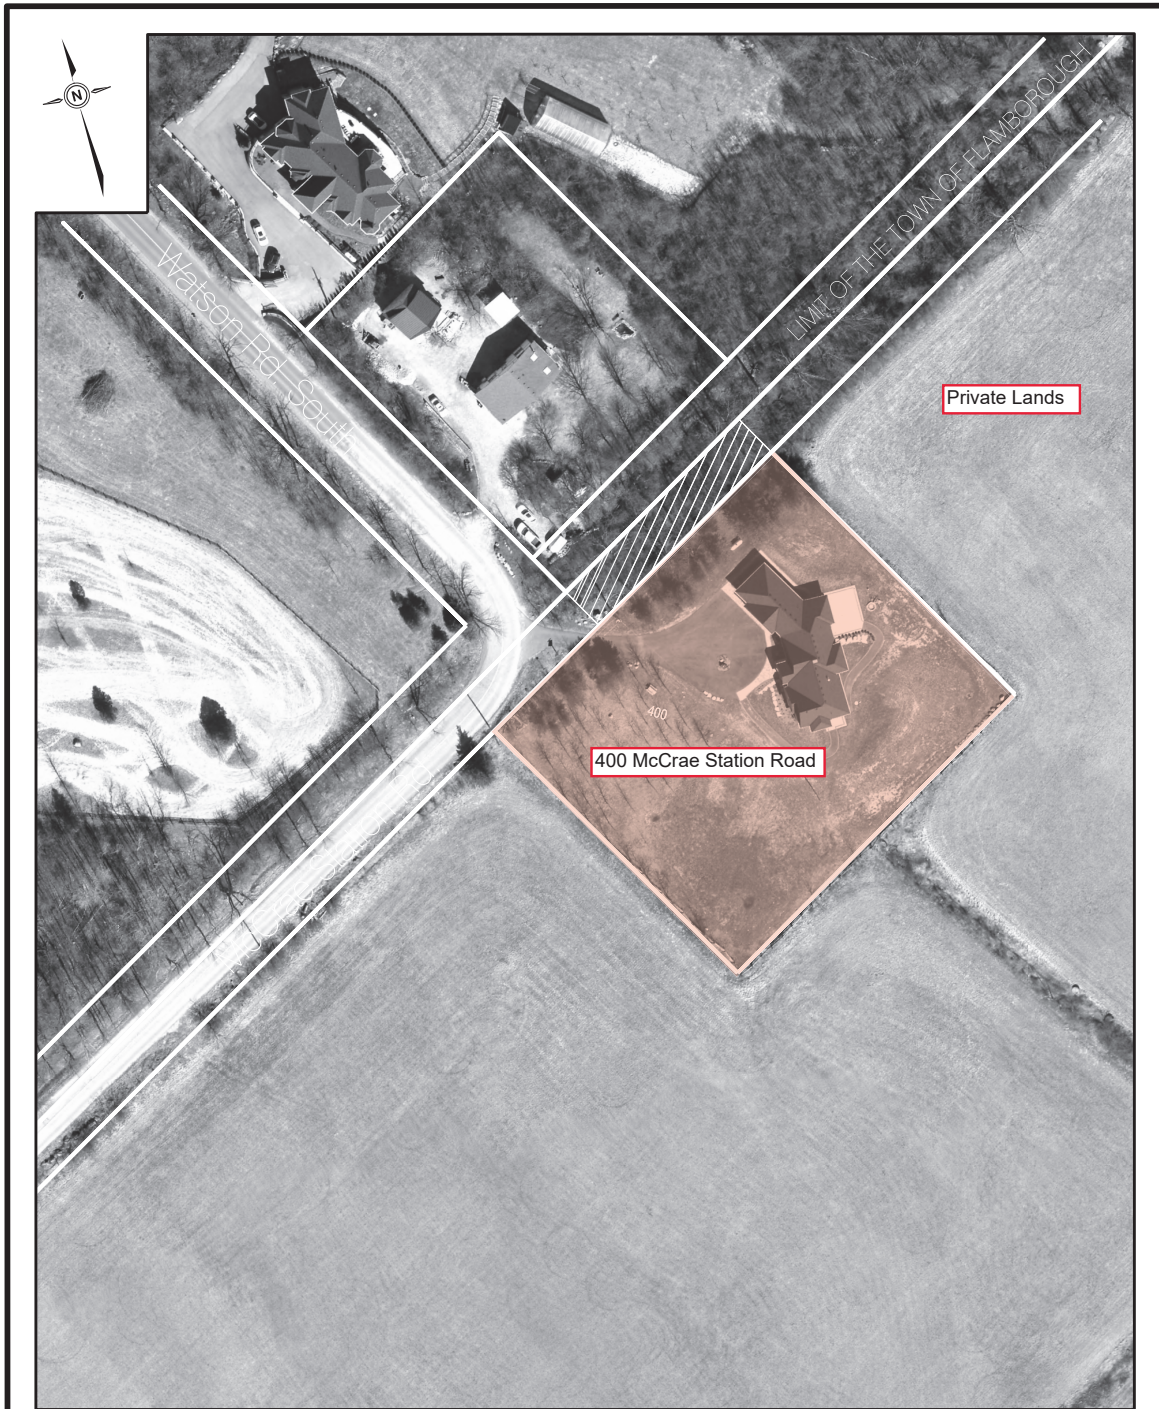 N
LIMIT OF THE TOWN OF FLAMBOROUGH
Watson Rd South
Private Lands
400
400 McCrae Station Road